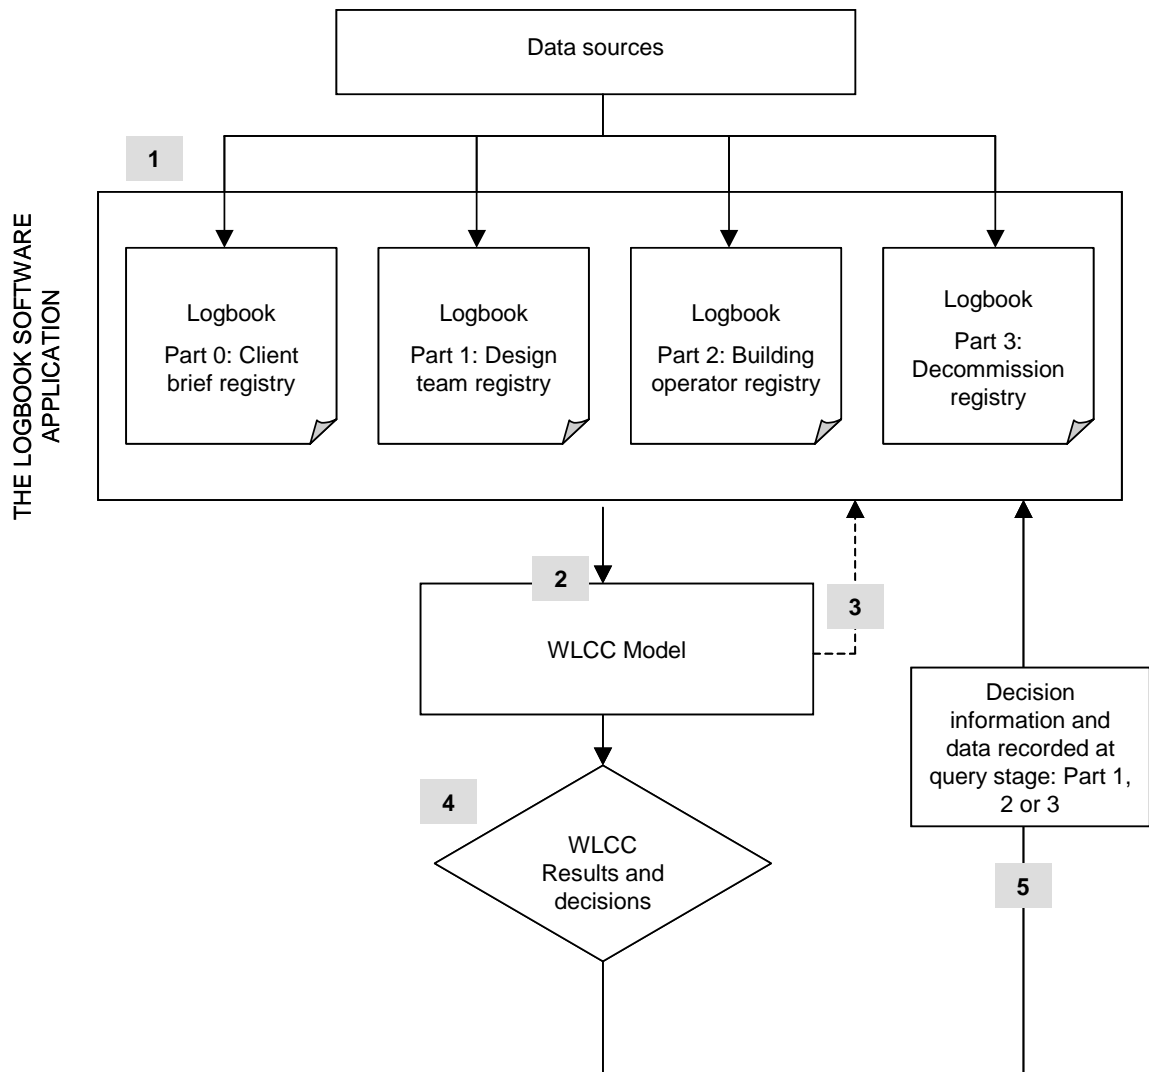 Data sources
1
THE LOGBOOK SOFTWARE
APPLICATION
Logbook
Part 0: Client
brief registry
Logbook
Part 1: Design
team registry
Logbook
Part 2: Building
operator registry
Logbook
Part 3:
Decommission
registry
2
3
WLCC Model
Decision
information and
data recorded at
query stage: Part 1,
2 or 3
4
WLCC
Results and
decisions
5